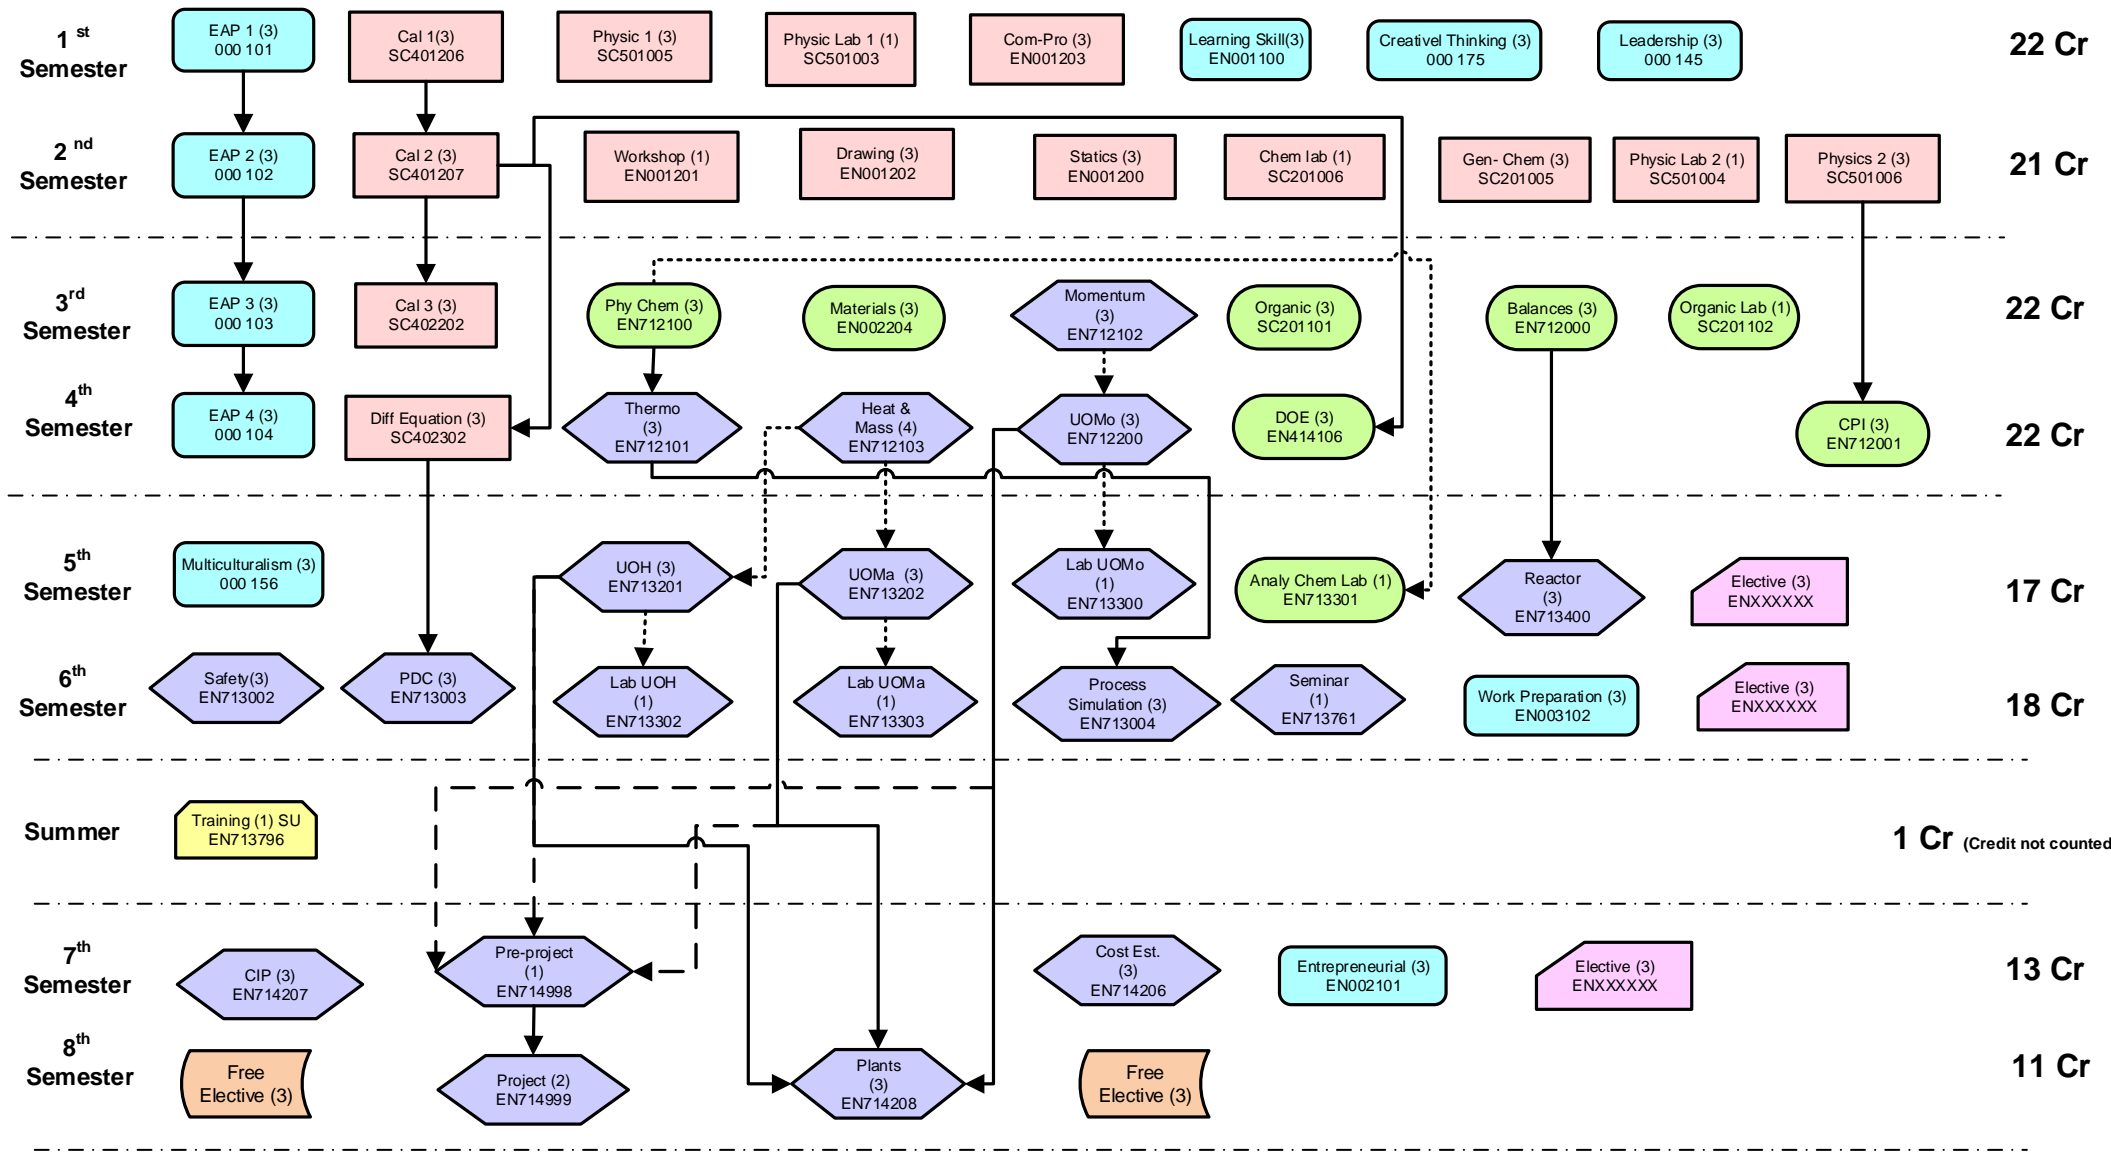 1 st
Semester
EAP 1 (3)
000 101
Cal 1(3)
SC401206
Physic 1 (3)
SC501005
Physic Lab 1 (1)
SC501003
Com-Pro (3)
EN001203
Learning Skill(3)
EN001100
Creativel Thinking (3)
000 175
Leadership (3)
000 145
22 Cr
2 nd
Semester
EAP 2 (3)
000 102
Cal 2 (3)
SC401207
Workshop (1)
EN001201
Drawing (3)
EN001202
Statics (3)
EN001200
Chem lab (1)
SC201006
Gen- Chem (3)
SC201005
Physic Lab 2 (1)
SC501004
Physics 2 (3)
SC501006
21 Cr
3rd
Semester
EAP 3 (3)
000 103
Cal 3 (3)
SC402202
Phy Chem (3)
EN712100
Materials (3)
EN002204
Momentum
(3)
EN712102
Organic (3)
SC201101
Balances (3)
EN712000
Organic Lab (1)
SC201102
22 Cr
4th
Semester
EAP 4 (3)
000 104
Diff Equation (3)
SC402302
Thermo
(3)
EN712101
Heat &
Mass (4)
EN712103
UOMo (3)
EN712200
DOE (3)
EN414106
CPI (3)
EN712001
22 Cr
5th
Semester
Multiculturalism (3)
000 156
UOH (3)
EN713201
UOMa (3)
EN713202
Lab UOMo
(1)
EN713300
Analy Chem Lab (1)
EN713301
Reactor
(3)
EN713400
Elective (3)
ENXXXXXX
17 Cr
6th
Semester
Safety(3)
EN713002
PDC (3)
EN713003
Lab UOH
(1)
EN713302
Lab UOMa
(1)
EN713303
Process
Simulation (3)
EN713004
Seminar
(1)
EN713761
Work Preparation (3)
EN003102
Elective (3)
ENXXXXXX
18 Cr
Summer
Training (1) SU
EN713796
1 Cr (Credit not counted
7th
Semester
CIP (3)
EN714207
Pre-project
(1)
EN714998
Cost Est.
(3)
EN714206
Entrepreneurial (3)
EN002101
Elective (3)
ENXXXXXX
13 Cr
8th
Semester
Free
Elective (3)
Project (2)
EN714999
Plants
(3)
EN714208
Free
Elective (3)
11 Cr